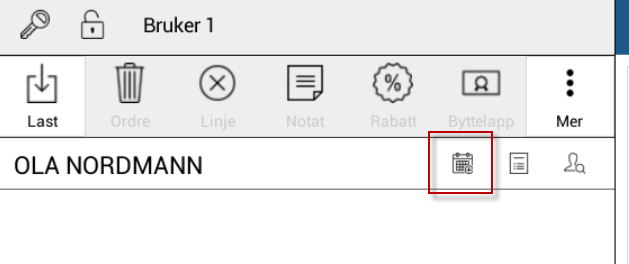 Bruker 1
Last Ordre Linje Notat Rabatt Byttelapp Mer
OLA NORDMANN